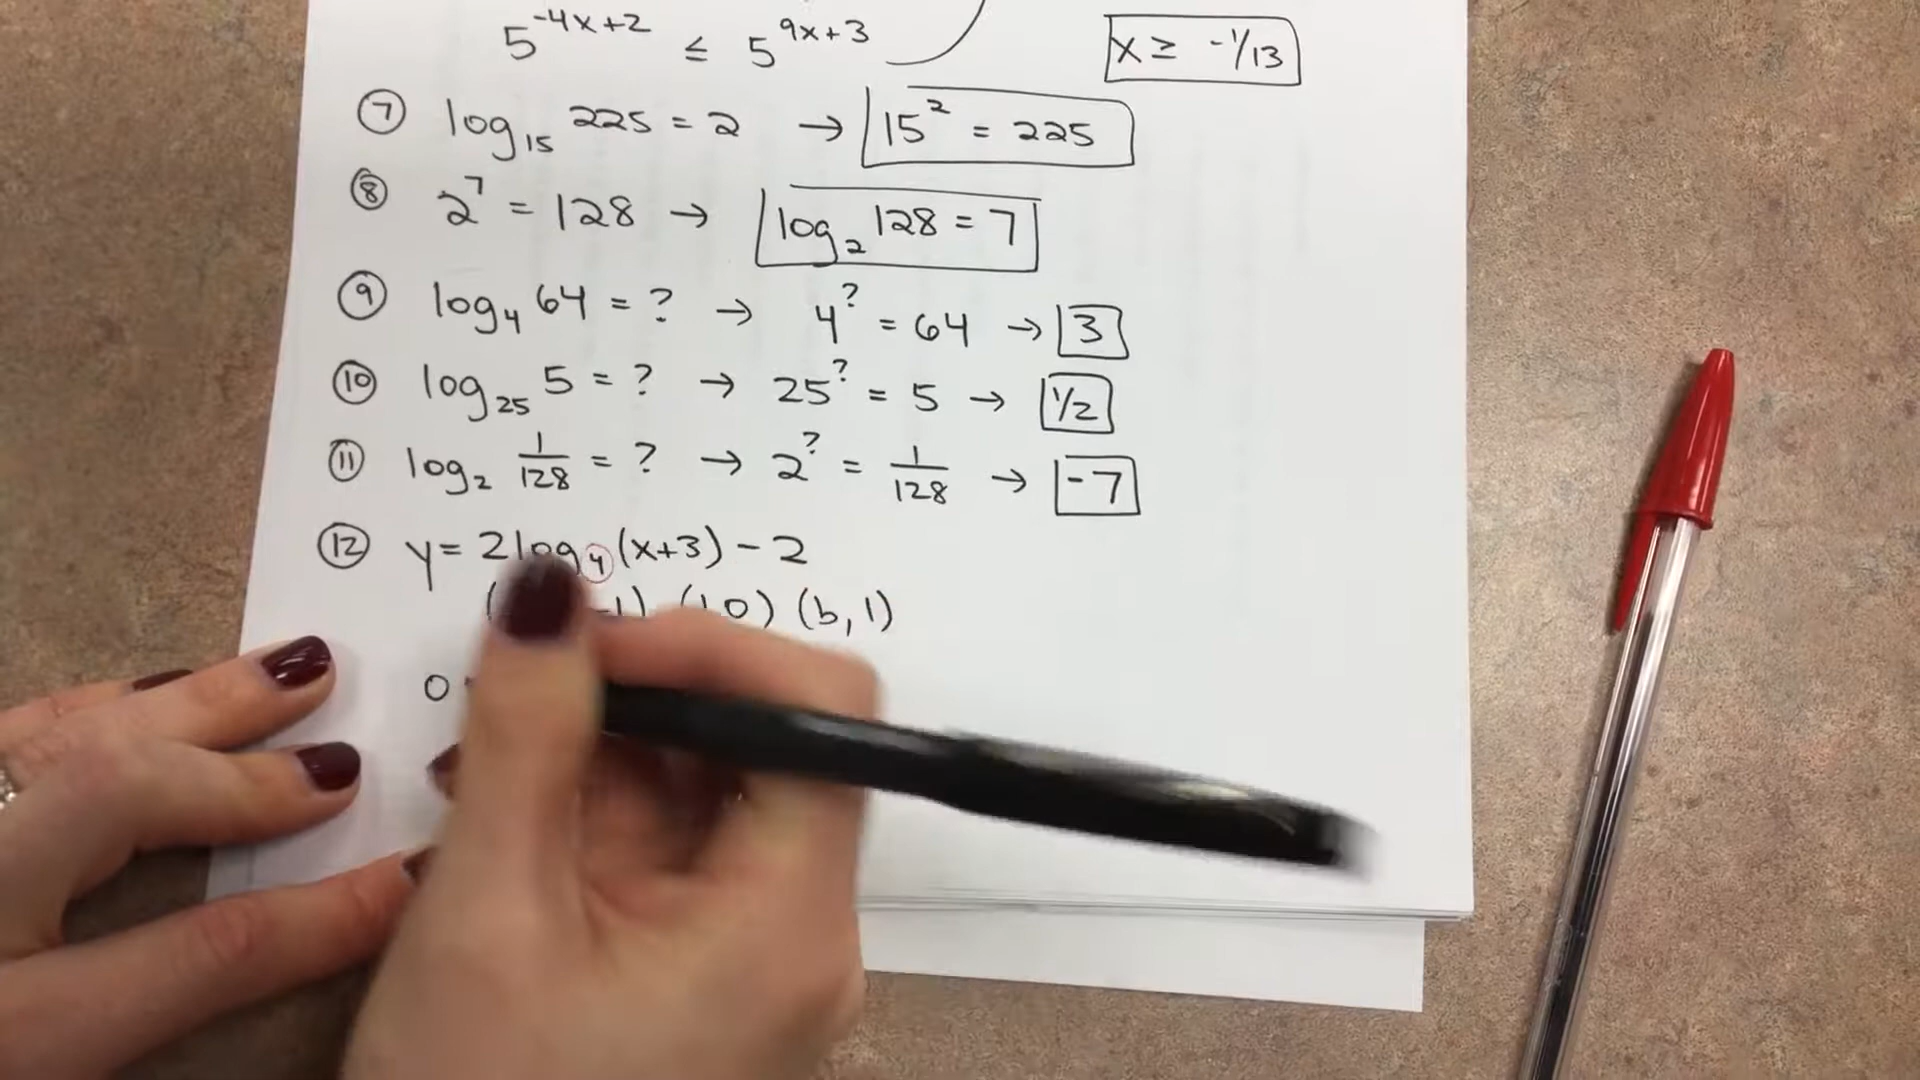 5^{-4x+2} ≤ 5^{9x+3} x ≥ -1/13
⑦ log₁₅ 225 = 2 → 15² = 225
⑧ 2⁷ = 128 → log₂ 128 = 7
⑨ log₄ 64 = ? → 4^? = 64 → 3
⑩ log₂₅ 5 = ? → 25^? = 5 → 1/2
⑪ log₂ 1/128 = ? → 2^? = 1/128 → -7
⑫ y = 2log₄(x+3) - 2
(b, 1)